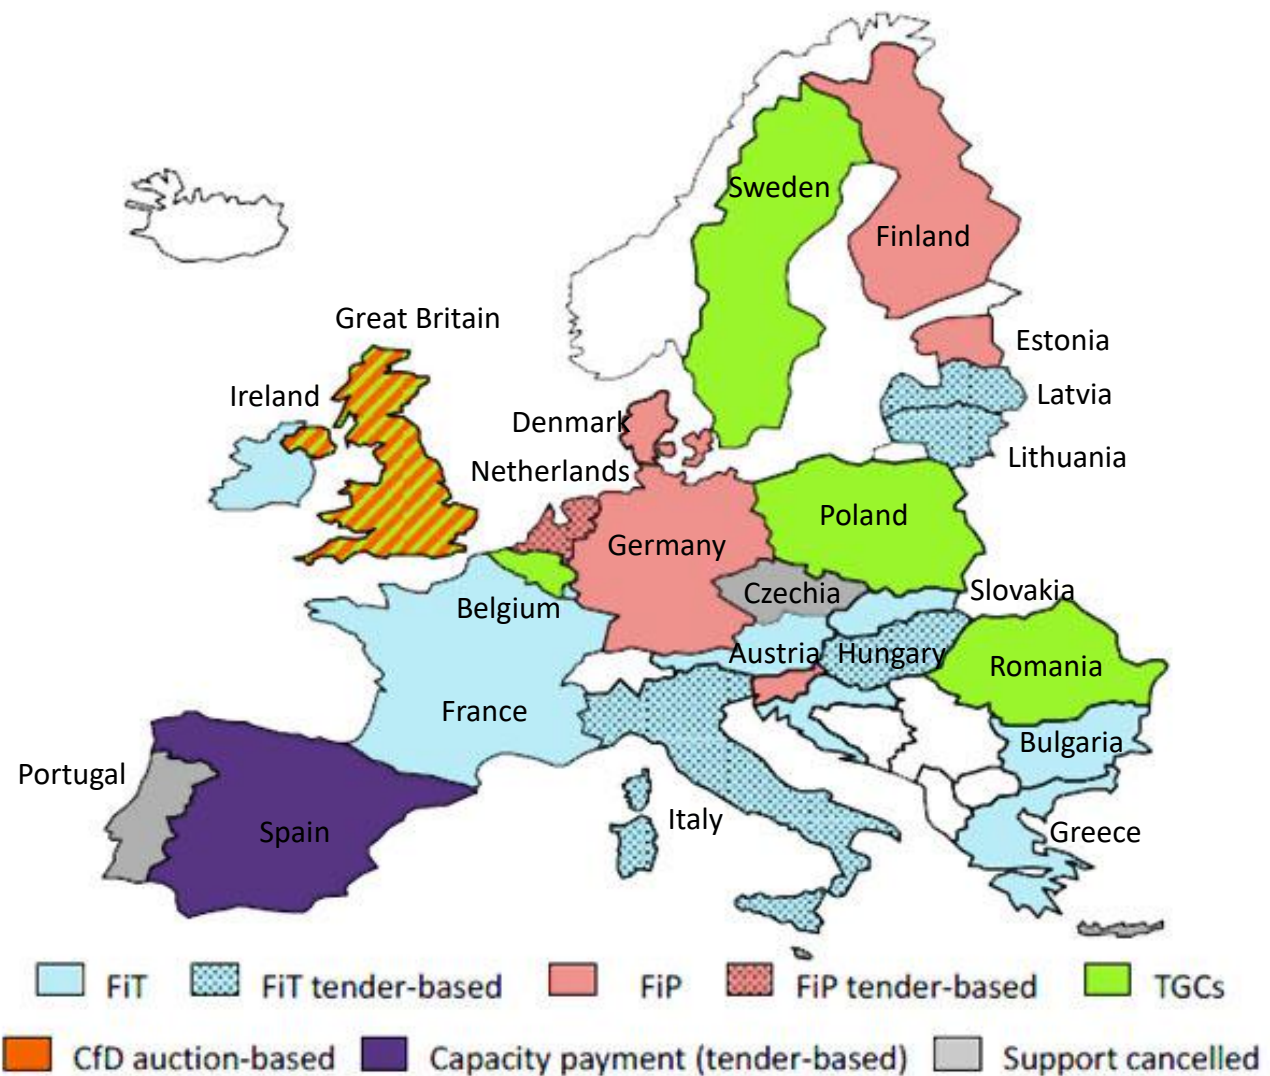 Sweden
Finland
Great Britain
Estonia
Ireland
Latvia
Denmark
Lithuania
Netherlands
Poland
Germany
Czechia
Slovakia
Belgium
Austria
Hungary
Romania
France
Bulgaria
Portugal
Italy
Spain
Greece
FiT
FiT tender-based
FiP
FiP tender-based
TGCs
CfD auction-based
Capacity payment (tender-based)
Support cancelled